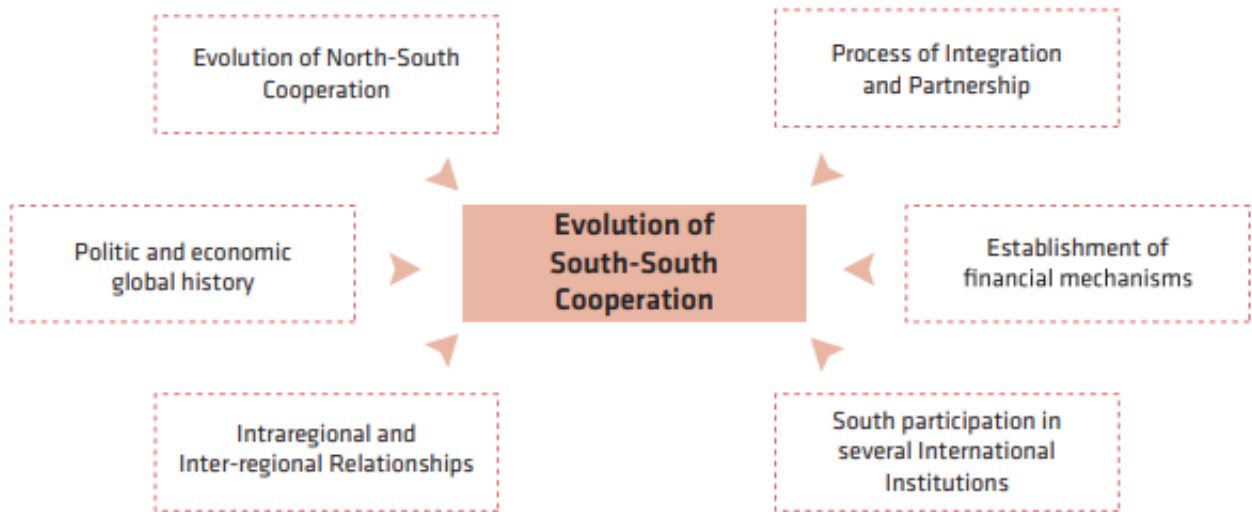 Evolution of North-South
Cooperation
Process of Integration
and Partnership
Politic and economic
global history
Evolution of
South-South
Cooperation
Establishment of
financial mechanisms
Intraregional and
Inter-regional Relationships
South participation in
several International
Institutions